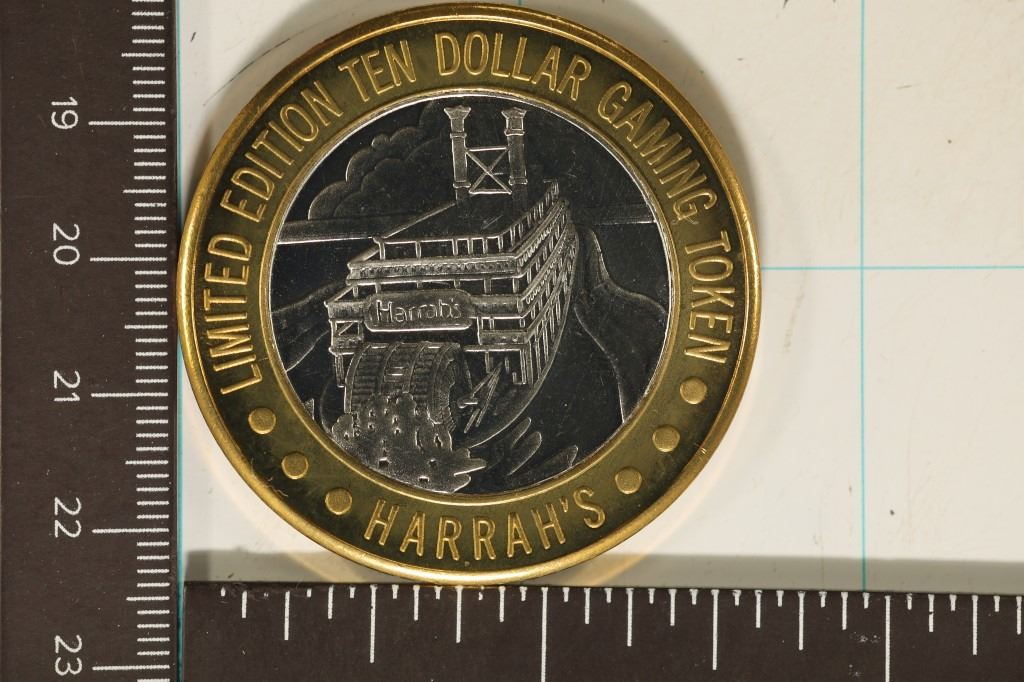 LIMITED EDITION TEN DOLLAR GAMING TOKEN
Harrah's
HARRAH'S
19
20
21
22
23